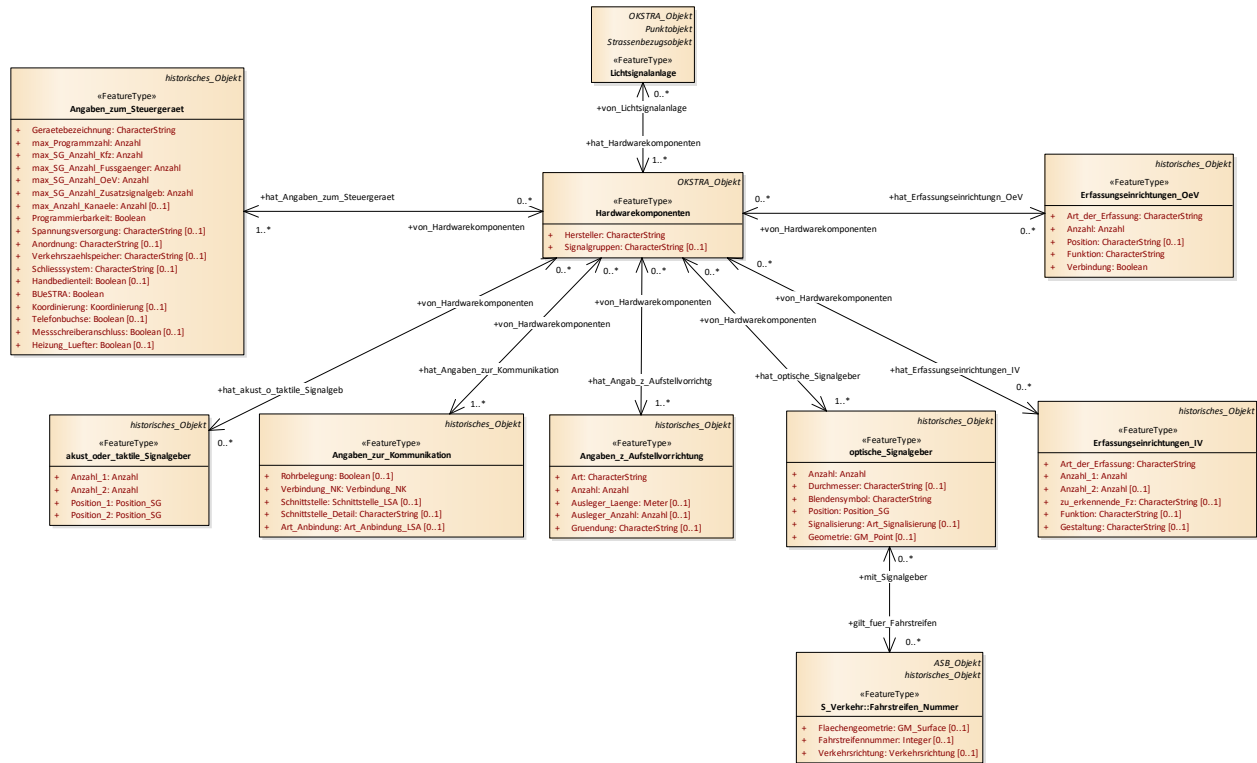 OKSTRA_Objekt
Punktobjekt
Strassenbezugsobjekt
«FeatureType»
Lichtsignalanlage
0..*
+von_Lichtsignalanlage
+hat_Hardwarekomponenten
1..*
historisches_Objekt
«FeatureType»
Angaben_zum_Steuergeraet
+ Geraetebezeichnung: CharacterString
+ max_Programmzahl: Anzahl
+ max_SG_Anzahl_Kfz: Anzahl
+ max_SG_Anzahl_Fussgaenger: Anzahl
+ max_SG_Anzahl_OeV: Anzahl
+ max_SG_Anzahl_Zusatzsignalgeb: Anzahl
+ max_Anzahl_Kanaele: Anzahl [0..1]
+ Programmierbarkeit: Boolean
+ Spannungsversorgung: CharacterString [0..1]
+ Anordnung: CharacterString [0..1]
+ Verkehrszaehlspeicher: CharacterString [0..1]
+ Schliesssystem: CharacterString [0..1]
+ Handbedienteil: Boolean [0..1]
+ BUeSTRA: Boolean
+ Koordinierung: Koordinierung [0..1]
+ Telefonbuchse: Boolean [0..1]
+ Messschreiberanschluss: Boolean [0..1]
+ Heizung_Luefter: Boolean [0..1]
+hat_Angaben_zum_Steuergeraet
0..*
1..*
+von_Hardwarekomponenten
OKSTRA_Objekt
«FeatureType»
Hardwarekomponenten
+ Hersteller: CharacterString
+ Signalgruppen: CharacterString [0..1]
0..*
+hat_Erfassungseinrichtungn_OeV
+von_Hardwarekomponenten
0..*
historisches_Objekt
«FeatureType»
Erfassungseinrichtungen_OeV
+ Art_der_Erfassung: CharacterString
+ Anzahl: Anzahl
+ Position: CharacterString [0..1]
+ Funktion: CharacterString
+ Verbindung: Boolean
0..*
0..*
0..*
0..*
0..*
+von_Hardwarekomponenten
+von_Hardwarekomponenten
+von_Hardwarekomponenten
+von_Hardwarekomponenten
+von_Hardwarekomponenten
+hat_akust_o_taktile_Signalgeb
+hat_Angaben_zur_Kommunikation
+hat_Angab_z_Aufstellvorrichtg
+hat_optische_Signalgeber
+hat_Erfassungseinrichtungen_IV
0..*
1..*
1..*
1..*
0..*
historisches_Objekt
«FeatureType»
akust_oder_taktile_Signalgeber
+ Anzahl_1: Anzahl
+ Anzahl_2: Anzahl
+ Position_1: Position_SG
+ Position_2: Position_SG
historisches_Objekt
«FeatureType»
Angaben_zur_Kommunikation
+ Rohrbelegung: Boolean [0..1]
+ Verbindung_NK: Verbindung_NK
+ Schnittstelle: Schnittstelle_LSA [0..1]
+ Schnittstelle_Detail: CharacterString [0..1]
+ Art_Anbindung: Art_Anbindung_LSA [0..1]
historisches_Objekt
«FeatureType»
Angaben_z_Aufstellvorrichtung
+ Art: CharacterString
+ Anzahl: Anzahl
+ Ausleger_Laenge: Meter [0..1]
+ Ausleger_Anzahl: Anzahl [0..1]
+ Gruendung: CharacterString [0..1]
historisches_Objekt
«FeatureType»
optische_Signalgeber
+ Anzahl: Anzahl
+ Durchmesser: CharacterString [0..1]
+ Blendensymbol: CharacterString
+ Position: Position_SG
+ Signalisierung: Art_Signalisierung [0..1]
+ Geometrie: GM_Point [0..1]
historisches_Objekt
«FeatureType»
Erfassungseinrichtungen_IV
+ Art_der_Erfassung: CharacterString
+ Anzahl_1: Anzahl
+ Anzahl_2: Anzahl [0..1]
+ zu_erkennende_Fz: CharacterString [0..1]
+ Funktion: CharacterString [0..1]
+ Gestaltung: CharacterString [0..1]
0..*
+mit_Signalgeber
+gilt_fuer_Fahrstreifen
0..*
ASB_Objekt
historisches_Objekt
«FeatureType»
S_Verkehr::Fahrstreifen_Nummer
+ Flaechengeometrie: GM_Surface [0..1]
+ Fahrstreifennummer: Integer [0..1]
+ Verkehrsrichtung: Verkehrsrichtung [0..1]